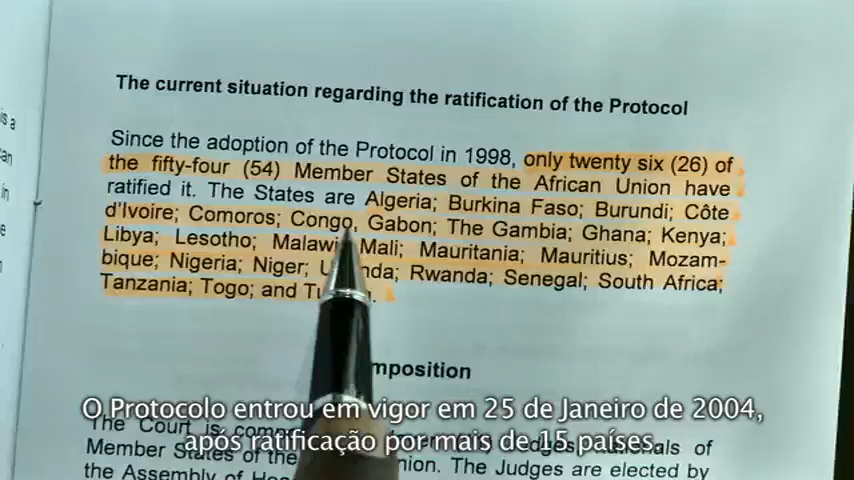 The current situation regarding the ratification of the Protocol
Since the adoption of the Protocol in 1998, only twenty six (26) of
the fifty-four (54) Member States of the African Union have
ratified it. The States are Algeria; Burkina Faso; Burundi; Côte
d'Ivoire; Comoros; Congo, Gabon; The Gambia; Ghana; Kenya;
Libya; Lesotho; Malawi Mali; Mauritania; Mauritius; Mozam-
bique; Nigeria; Niger; Rwanda; Senegal; South Africa;
Tanzania; Togo; and
O Protocolo entrou em vigor em 25 de Janeiro de 2004,
após ratificação por mais de 15 países.
The Court is
Member States of the
the Assembly of The Judges are elected by